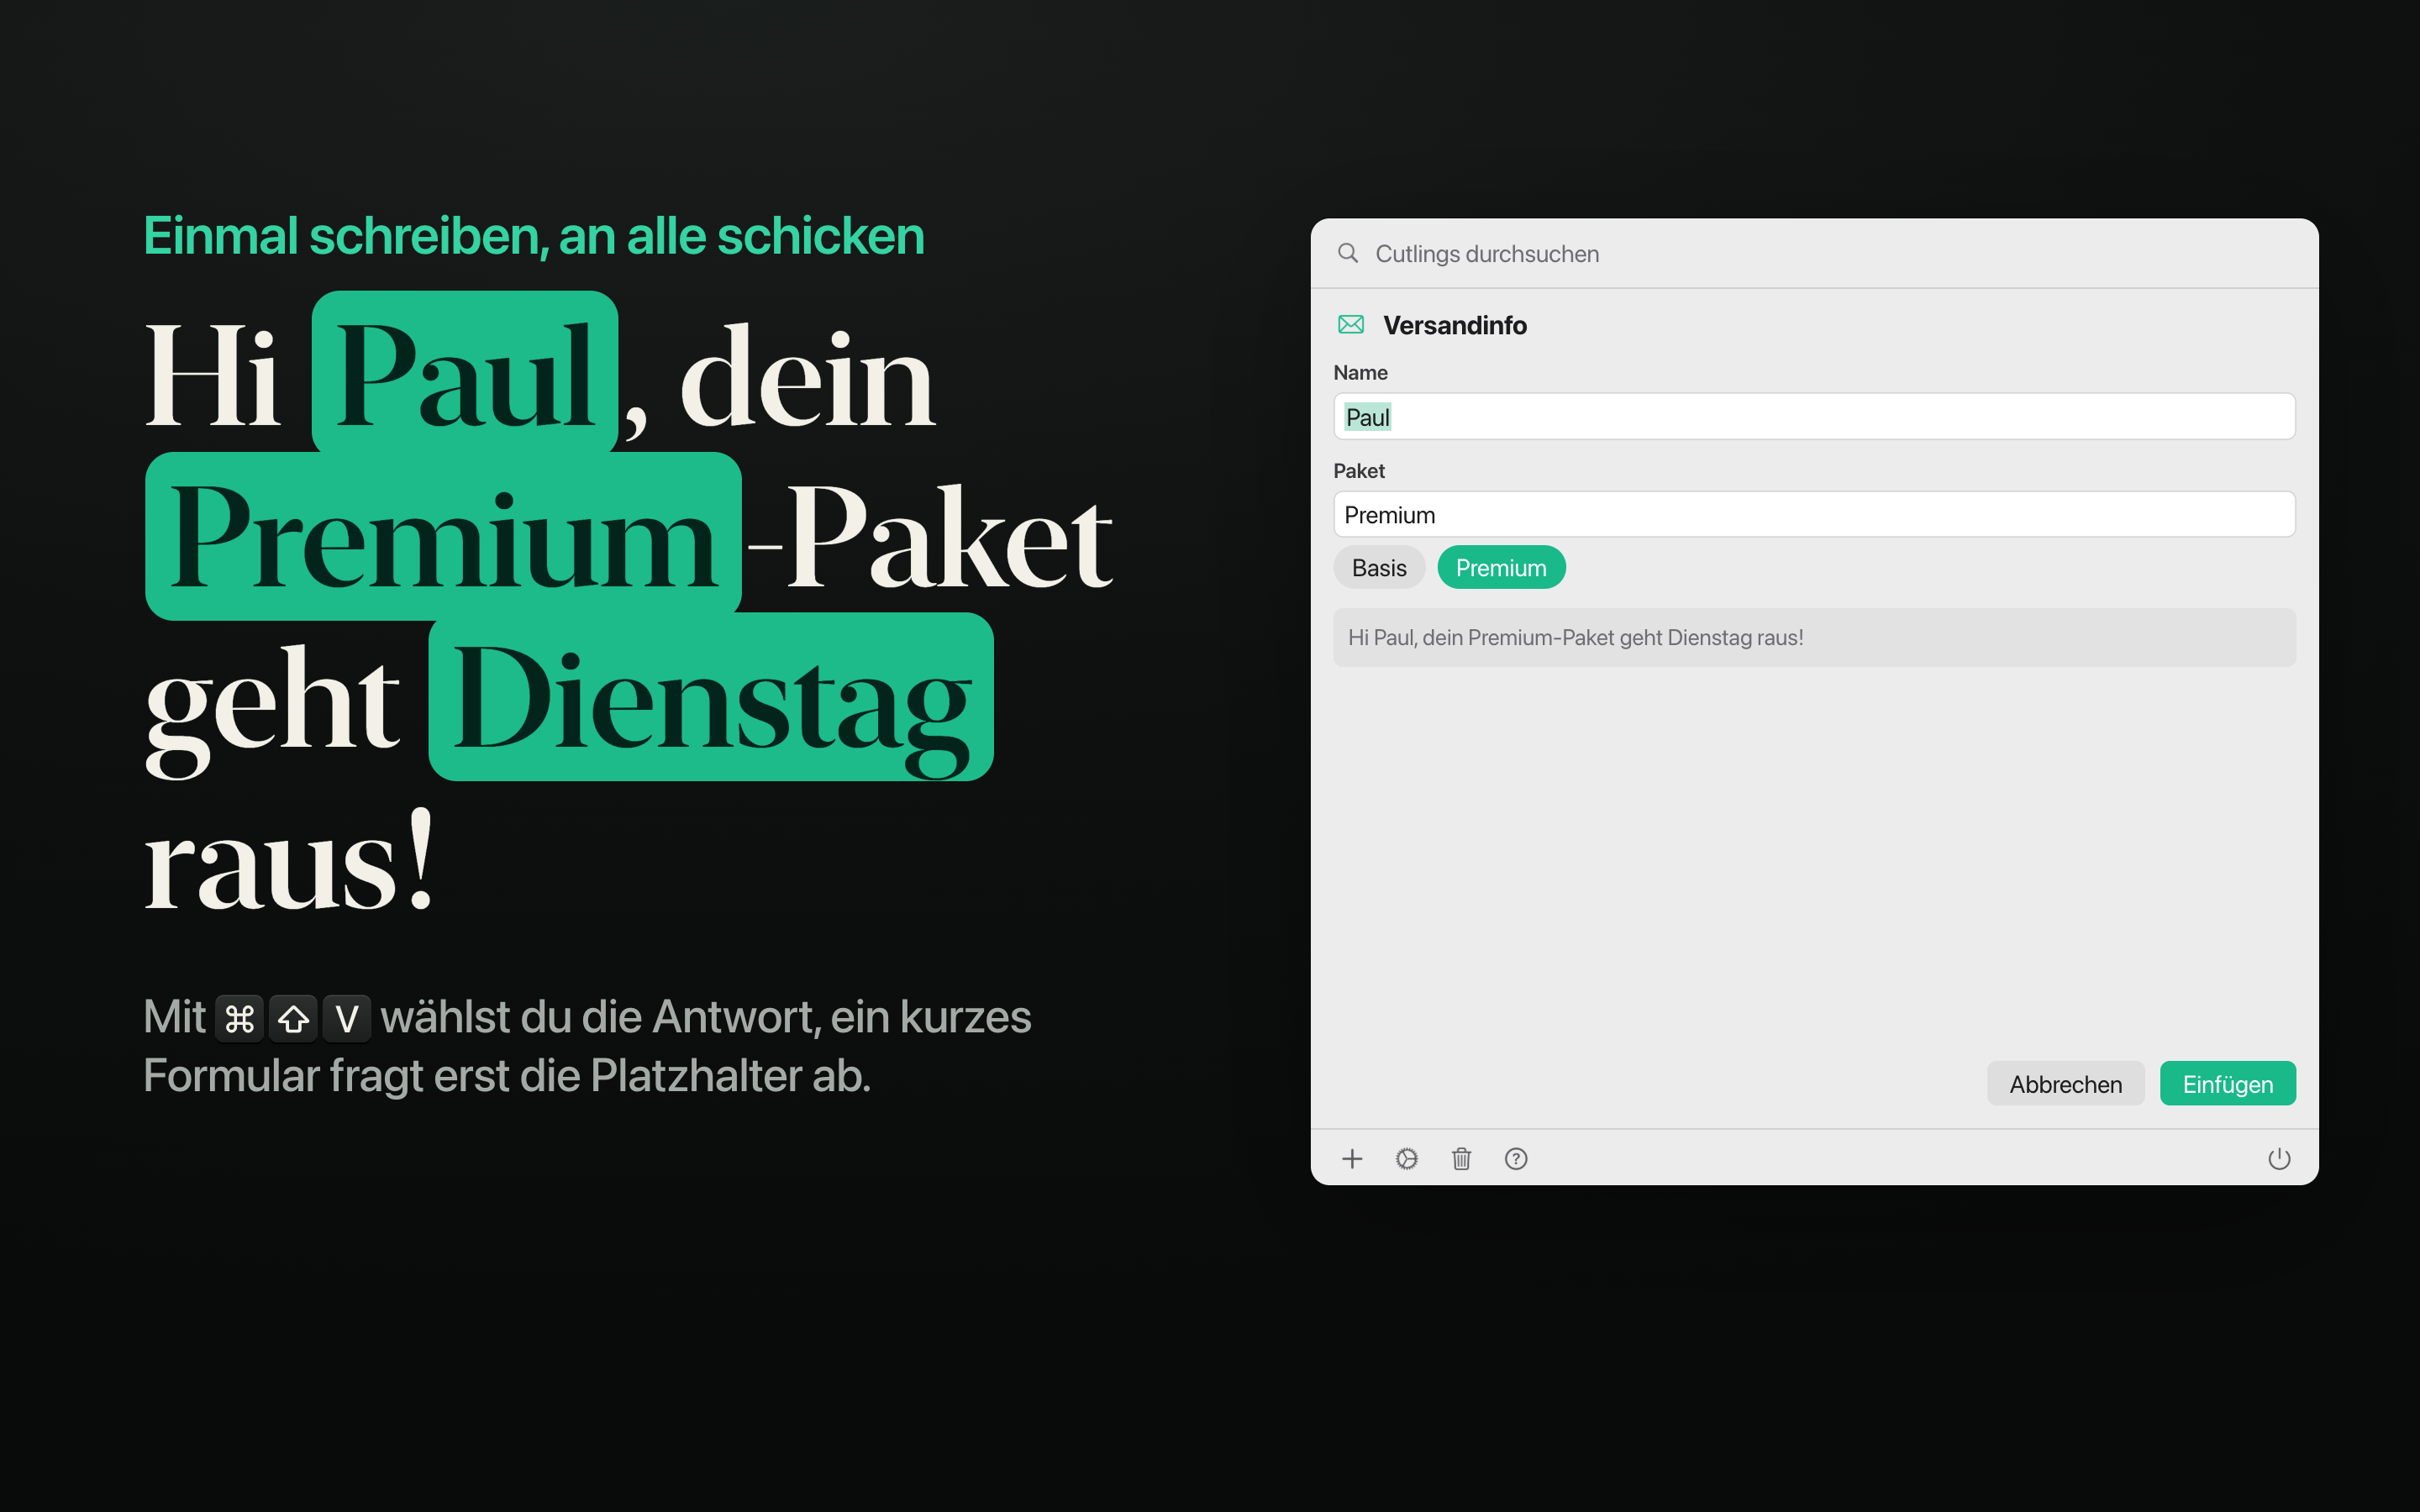 Einmal schreiben, an alle schicken
Hi Paul, dein
Premium-Paket
geht Dienstag
raus!
Mit ⌘ ⇧ V wählst du die Antwort, ein kurzes
Formular fragt erst die Platzhalter ab.
Cutlings durchsuchen
Versandinfo
Name
Paul
Paket
Premium
Basis Premium
Hi Paul, dein Premium-Paket geht Dienstag raus!
Abbrechen Einfügen